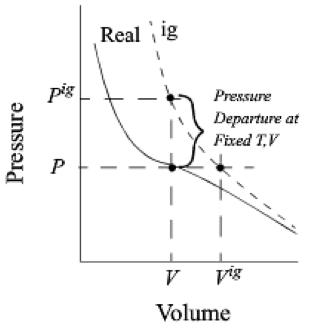 Real
ig
P^ig
Pressure
Departure at
Fixed T,V
Pressure
P
V
V^ig
Volume